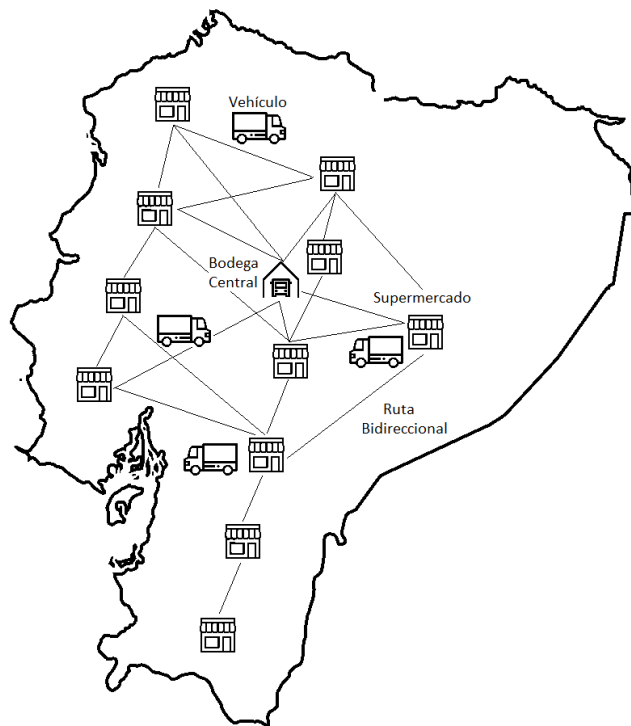 Vehículo
Bodega
Central
Supermercado
Ruta
Bidireccional